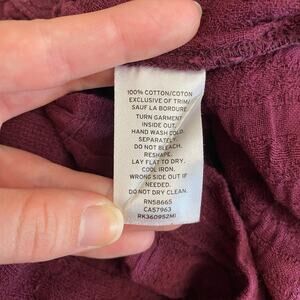 100% COTTON/COTON
EXCLUSIVE OF TRIM/
SAUF LA BORDURE
TURN GARMENT
INSIDE OUT.
HAND WASH COLD.
SEPARATELY.
DO NOT BLEACH.
RESHAPE.
LAY FLAT TO DRY.
COOL IRON.
WRONG SIDE OUT IF
NEEDED.
DO NOT DRY CLEAN.
RN58665
CA57963
RK360952MI